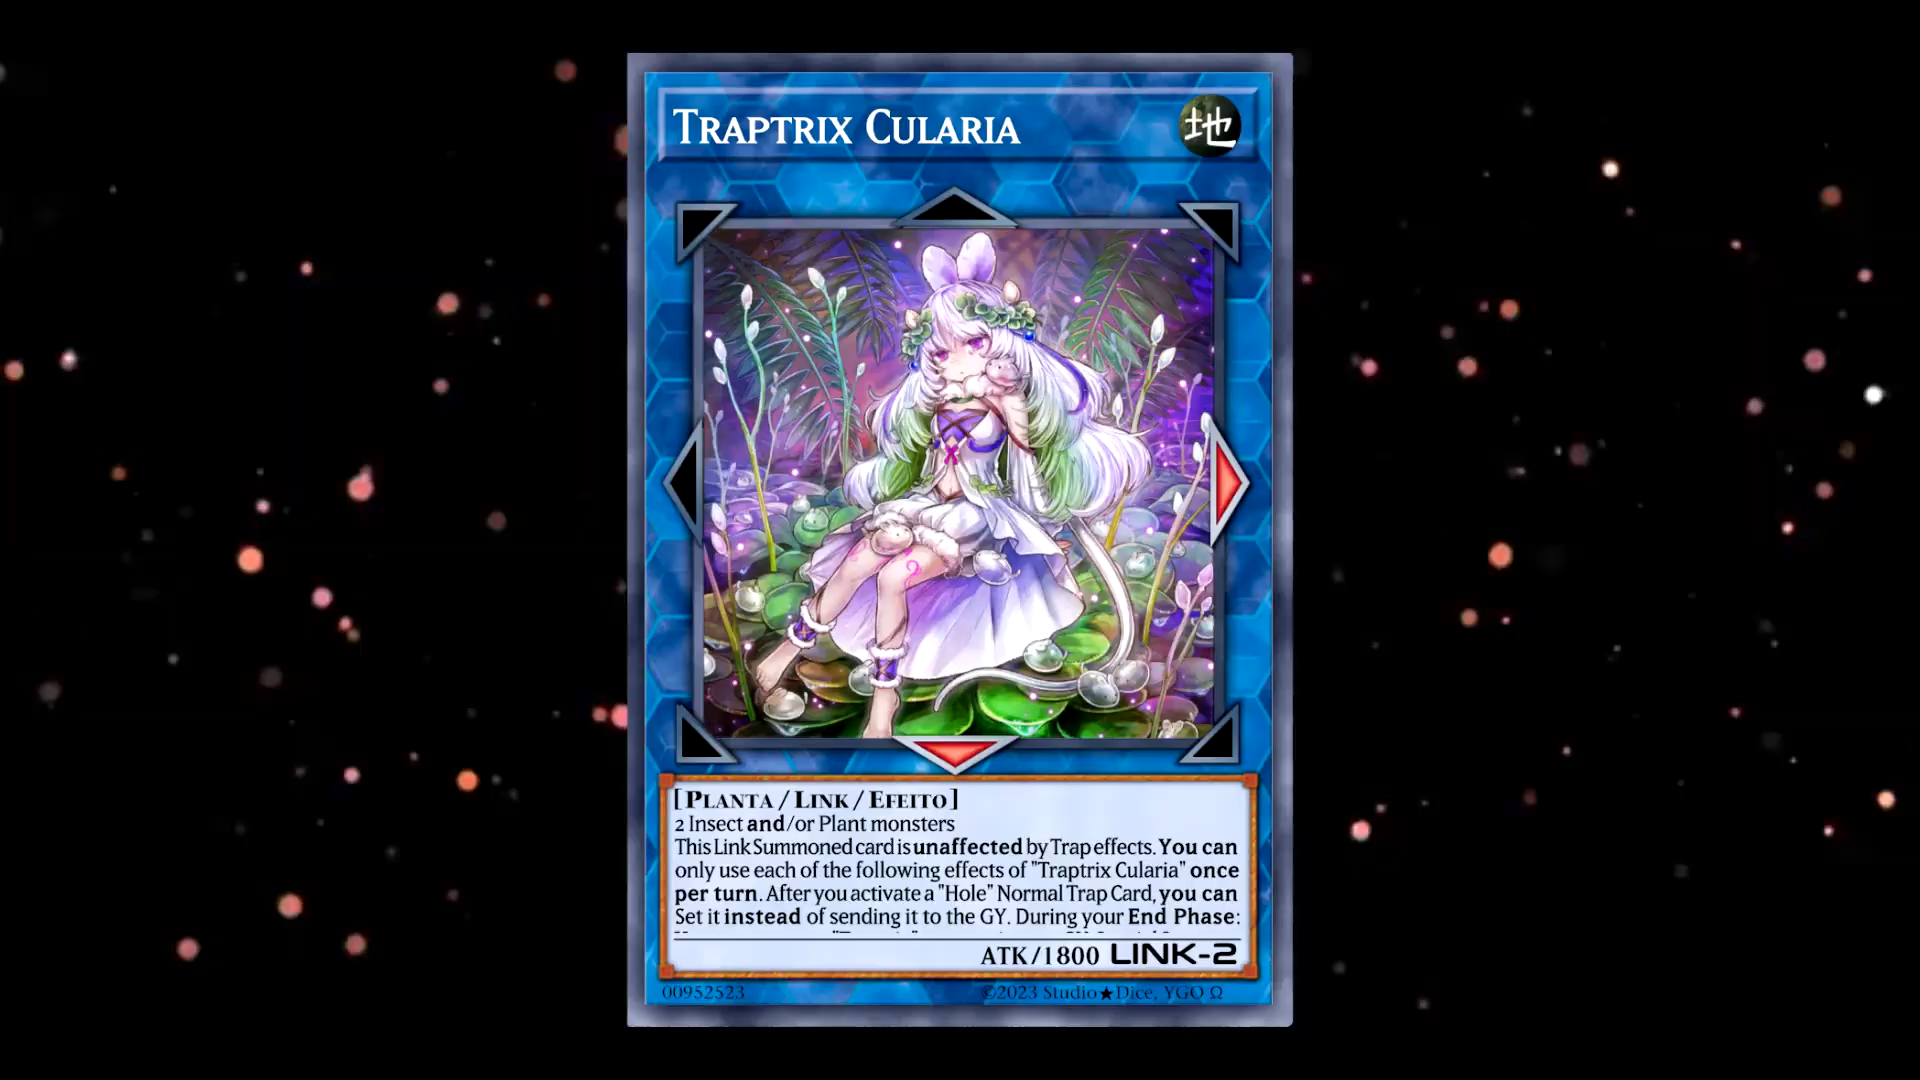 Traptrix Cularia
地
[Planta / Link / Efeito]
2 Insect and/or Plant monsters
This Link Summoned card is unaffected by Trap effects. You can
only use each of the following effects of "Traptrix Cularia" once
per turn. After you activate a "Hole" Normal Trap Card, you can
Set it instead of sending it to the GY. During your End Phase:
ATK/1800 LINK-2
00952523 ©2023 Studio★Dice, YGO Ω